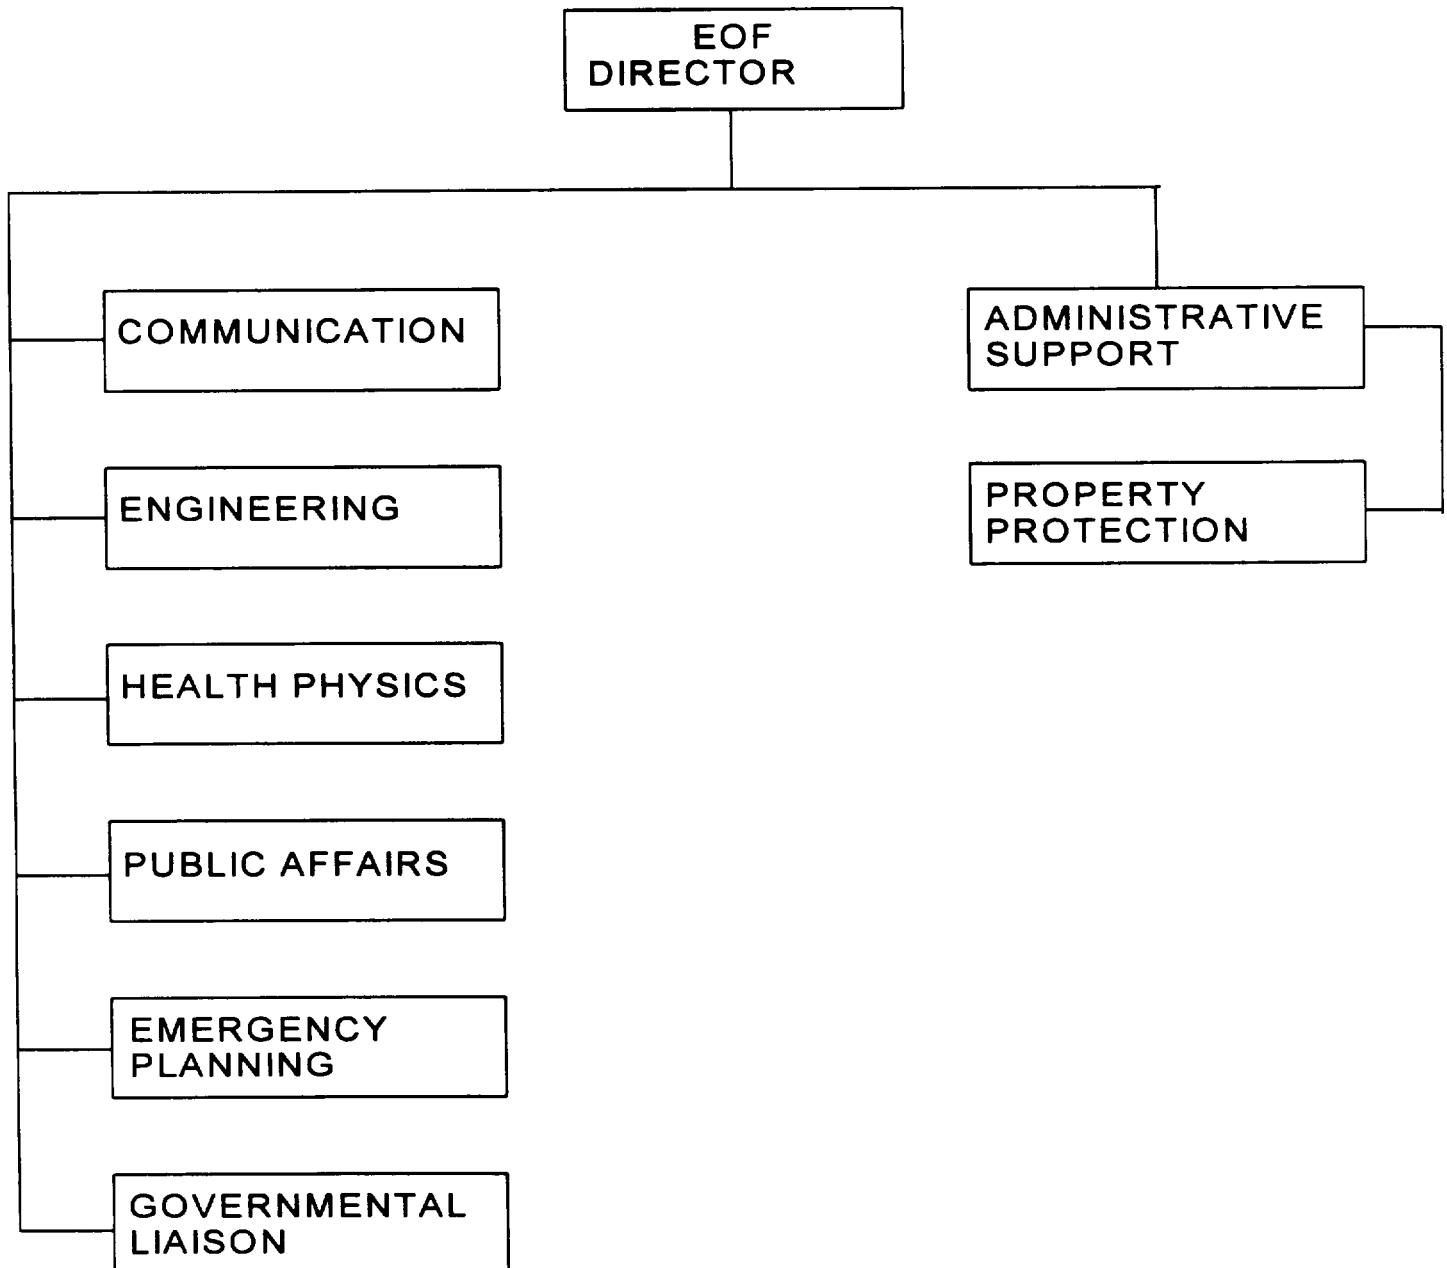 EOF
DIRECTOR
COMMUNICATION
ENGINEERING
HEALTH PHYSICS
PUBLIC AFFAIRS
EMERGENCY
PLANNING
GOVERNMENTAL
LIAISON
ADMINISTRATIVE
SUPPORT
PROPERTY
PROTECTION